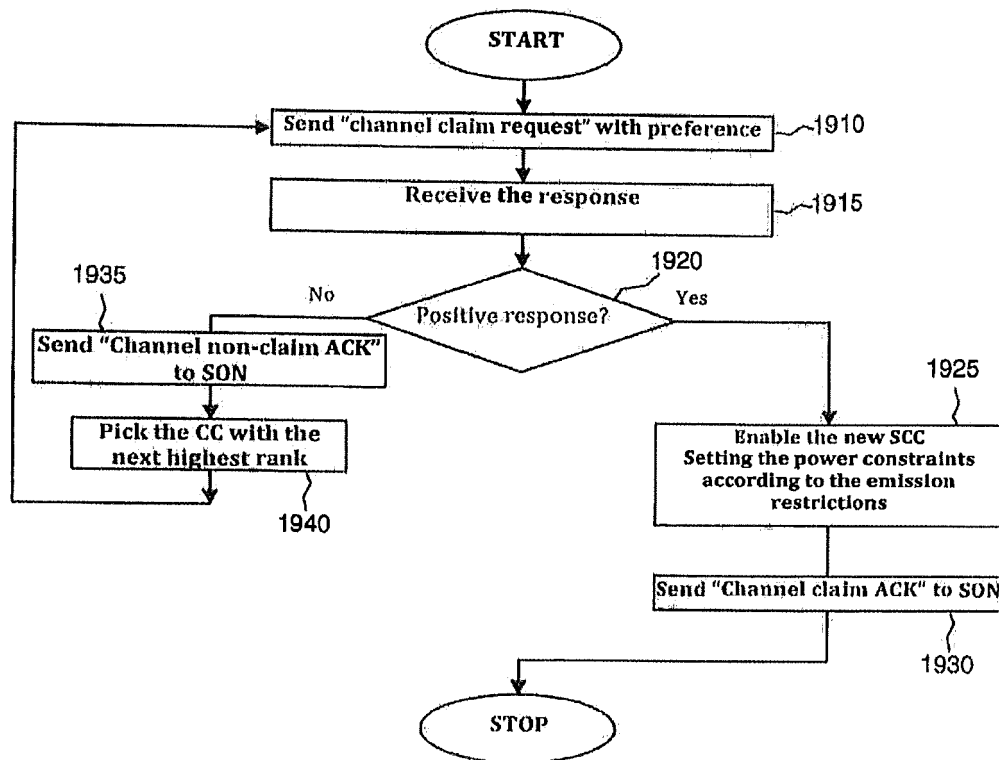 START
Send "channel claim request" with preference
1910
Receive the response
1915
1920
Positive response?
No
Yes
1935
Send "Channel non-claim ACK"
to SON
Pick the CC with the
next highest rank
1940
1925
Enable the new SCC
Setting the power constraints
according to the emission
restrictions
Send "Channel claim ACK" to SON
1930
STOP